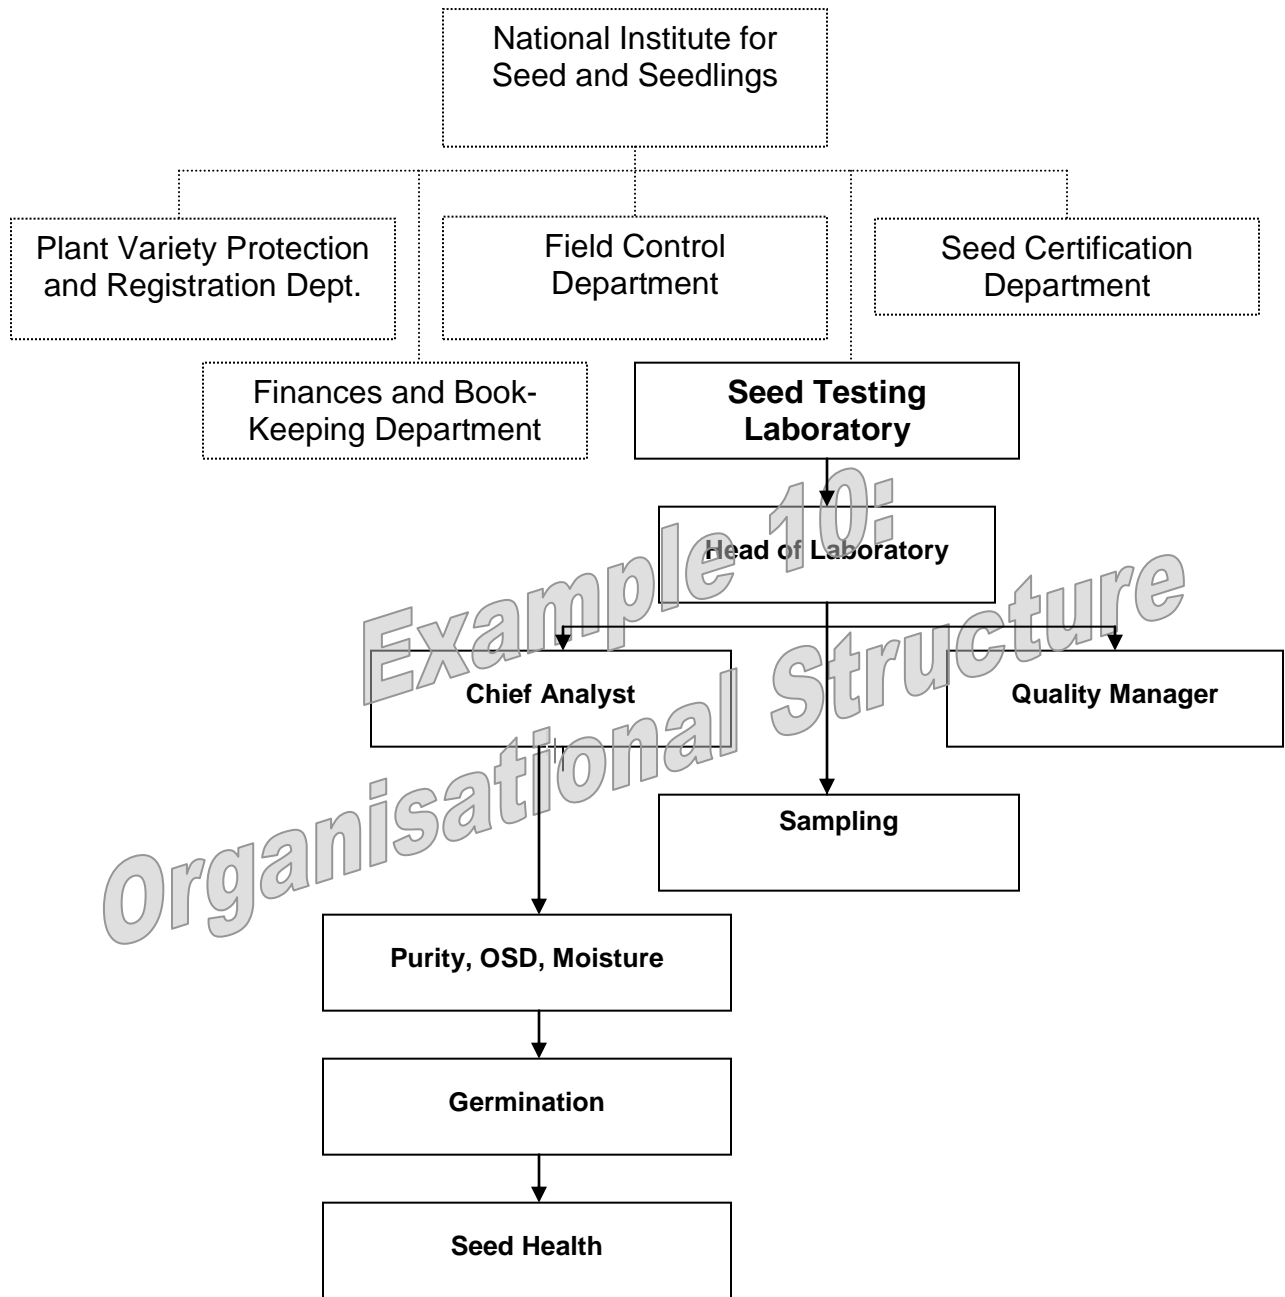 National Institute for
Seed and Seedlings
Plant Variety Protection
and Registration Dept.
Field Control
Department
Seed Certification
Department
Finances and Book-
Keeping Department
Seed Testing
Laboratory
Head of Laboratory
Example 10:
Organisational Structure
Chief Analyst
Quality Manager
Sampling
Purity, OSD, Moisture
Germination
Seed Health